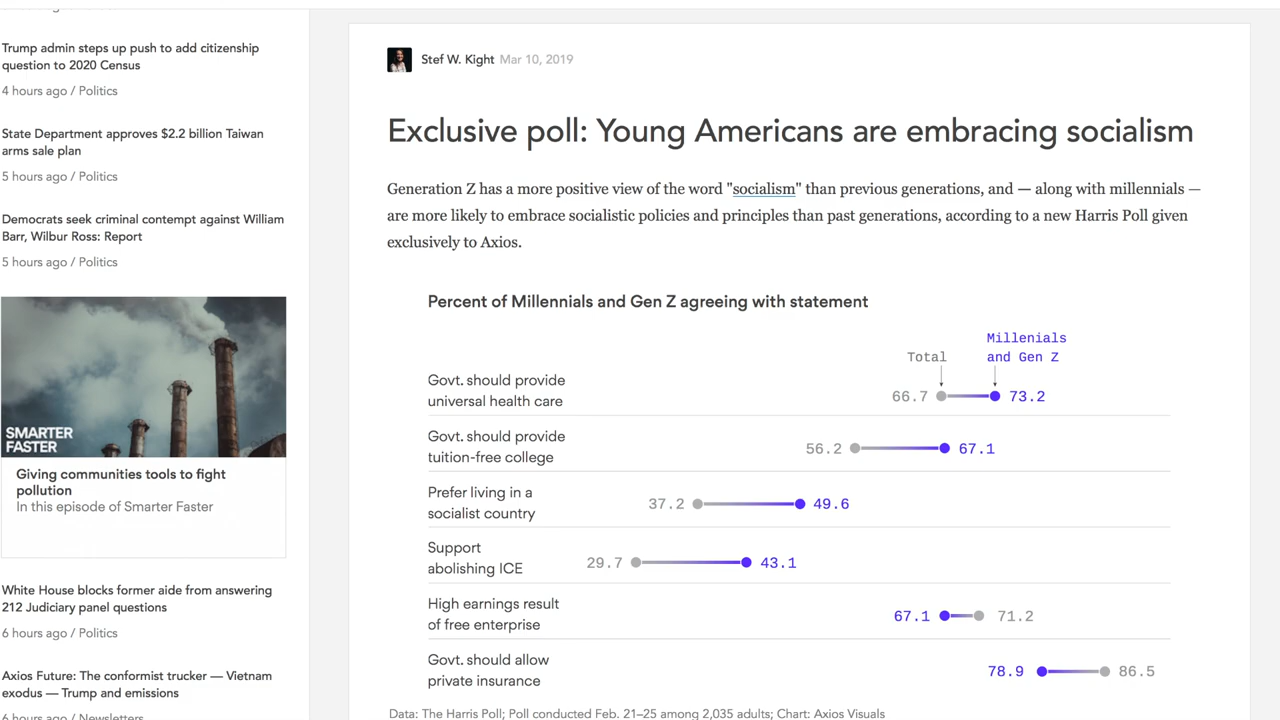 Trump admin steps up push to add citizenship
question to 2020 Census
4 hours ago / Politics
State Department approves $2.2 billion Taiwan
arms sale plan
5 hours ago / Politics
Democrats seek criminal contempt against William
Barr, Wilbur Ross: Report
5 hours ago / Politics
SMARTER
FASTER
Giving communities tools to fight
pollution
In this episode of Smarter Faster
White House blocks former aide from answering
212 Judiciary panel questions
6 hours ago / Politics
Axios Future: The conformist trucker — Vietnam
exodus — Trump and emissions
6 hours ago / Newsletters
Stef W. Kight Mar 10, 2019
Exclusive poll: Young Americans are embracing socialism
Generation Z has a more positive view of the word "socialism" than previous generations, and — along with millennials —
are more likely to embrace socialistic policies and principles than past generations, according to a new Harris Poll given
exclusively to Axios.
Percent of Millennials and Gen Z agreeing with statement
Millenials
Total and Gen Z
Govt. should provide
universal health care 66.7 73.2
Govt. should provide
tuition-free college 56.2 67.1
Prefer living in a
socialist country 37.2 49.6
Support
abolishing ICE 29.7 43.1
High earnings result
of free enterprise 67.1 71.2
Govt. should allow
private insurance 78.9 86.5
Data: The Harris Poll; Poll conducted Feb. 21–25 among 2,035 adults; Chart: Axios Visuals